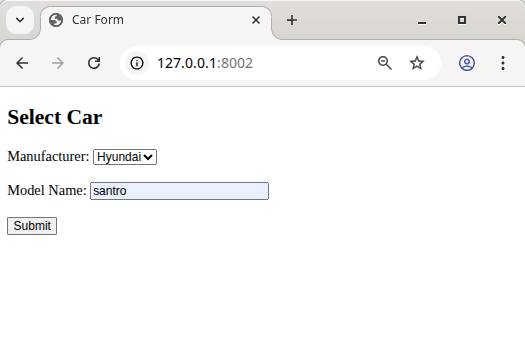 Car Form
127.0.0.1:8002
Select Car
Manufacturer: Hyundai
Model Name: santro
Submit